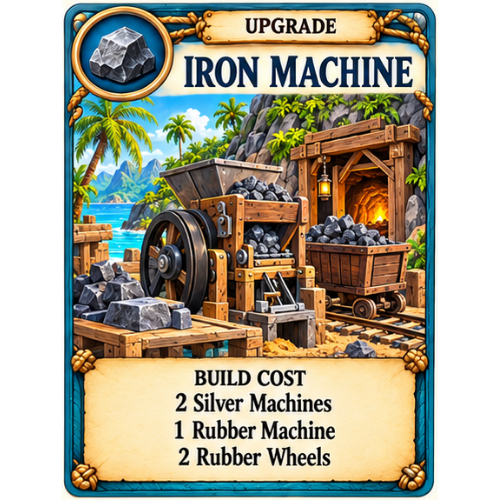 UPGRADE
IRON MACHINE
BUILD COST
2 Silver Machines
1 Rubber Machine
2 Rubber Wheels